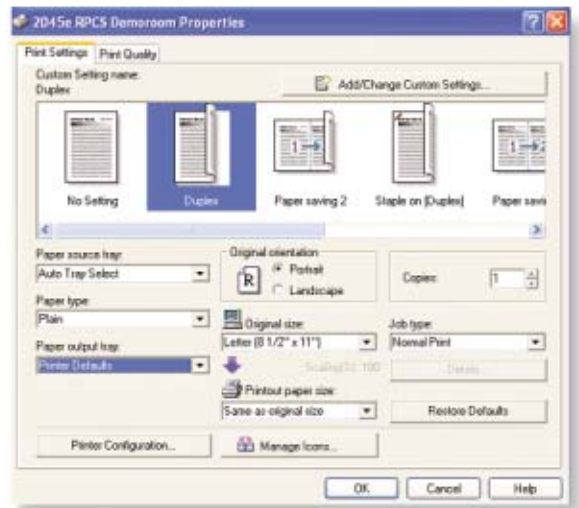 2045e RPCS Demoroom Properties
Print Settings
Print Quality
Custom Setting name:
Duplex
Add/Change Custom Settings...
No Setting
Duplex
Paper saving 2
Staple on [Duplex]
Paper savi
Paper source tray:
Auto Tray Select
Paper type:
Plain
Paper output tray:
Printer Defaults
Original orientation
R
Portrait
Landscape
Copies:
1
Original size:
Letter (8 1/2" x 11")
Scaling(%): 100
Printout paper size:
Same as original size
Job type:
Normal Print
Details...
Restore Defaults
Printer Configuration...
Manage Icons...
OK
Cancel
Help